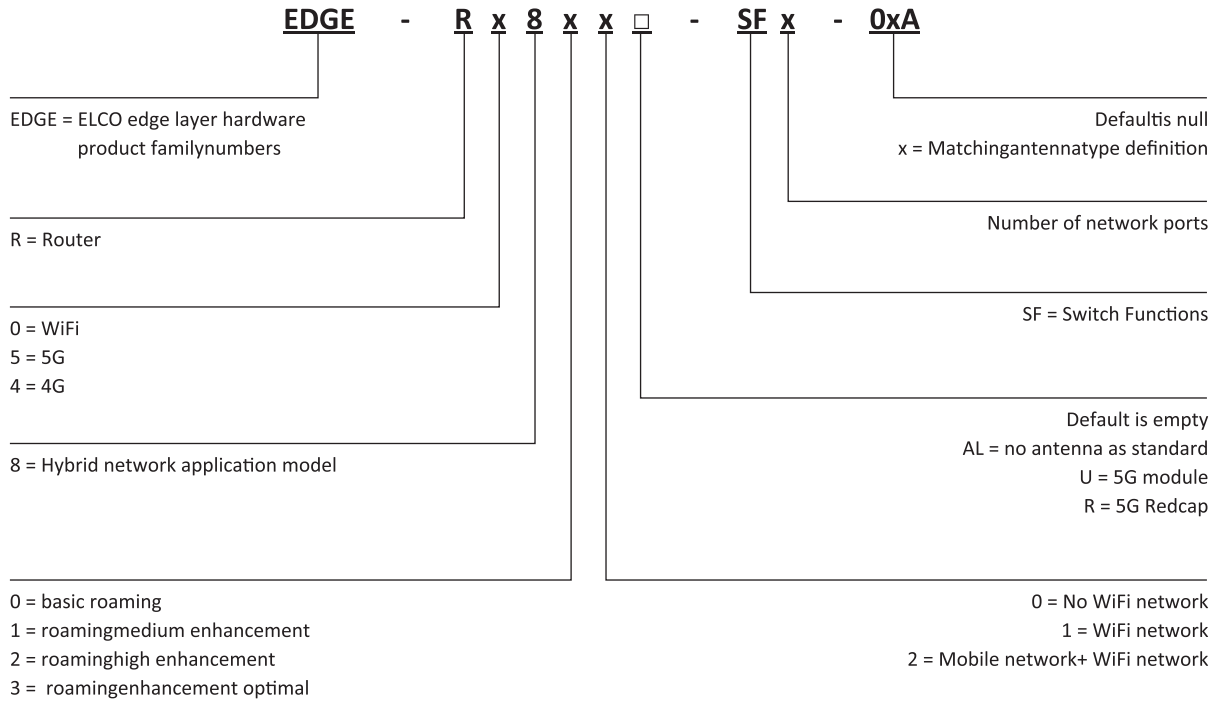 EDGE - R x 8 x x □ - SF x - 0xA
EDGE = ELCO edge layer hardware
product familynumbers
R = Router
0 = WiFi
5 = 5G
4 = 4G
8 = Hybrid network application model
0 = basic roaming
1 = roamingmedium enhancement
2 = roaminghigh enhancement
3 = roamingenhancement optimal
Defaultis null
x = Matchingantennatype definition
Number of network ports
SF = Switch Functions
Default is empty
AL = no antenna as standard
U = 5G module
R = 5G Redcap
0 = No WiFi network
1 = WiFi network
2 = Mobile network+ WiFi network